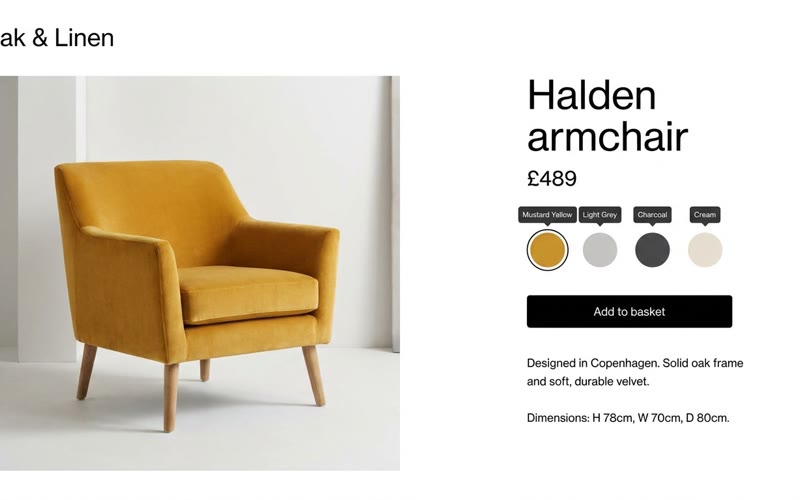 ak & Linen
Halden
armchair
£489
Mustard Yellow Light Grey Charcoal Cream
Add to basket
Designed in Copenhagen. Solid oak frame
and soft, durable velvet.
Dimensions: H 78cm, W 70cm, D 80cm.